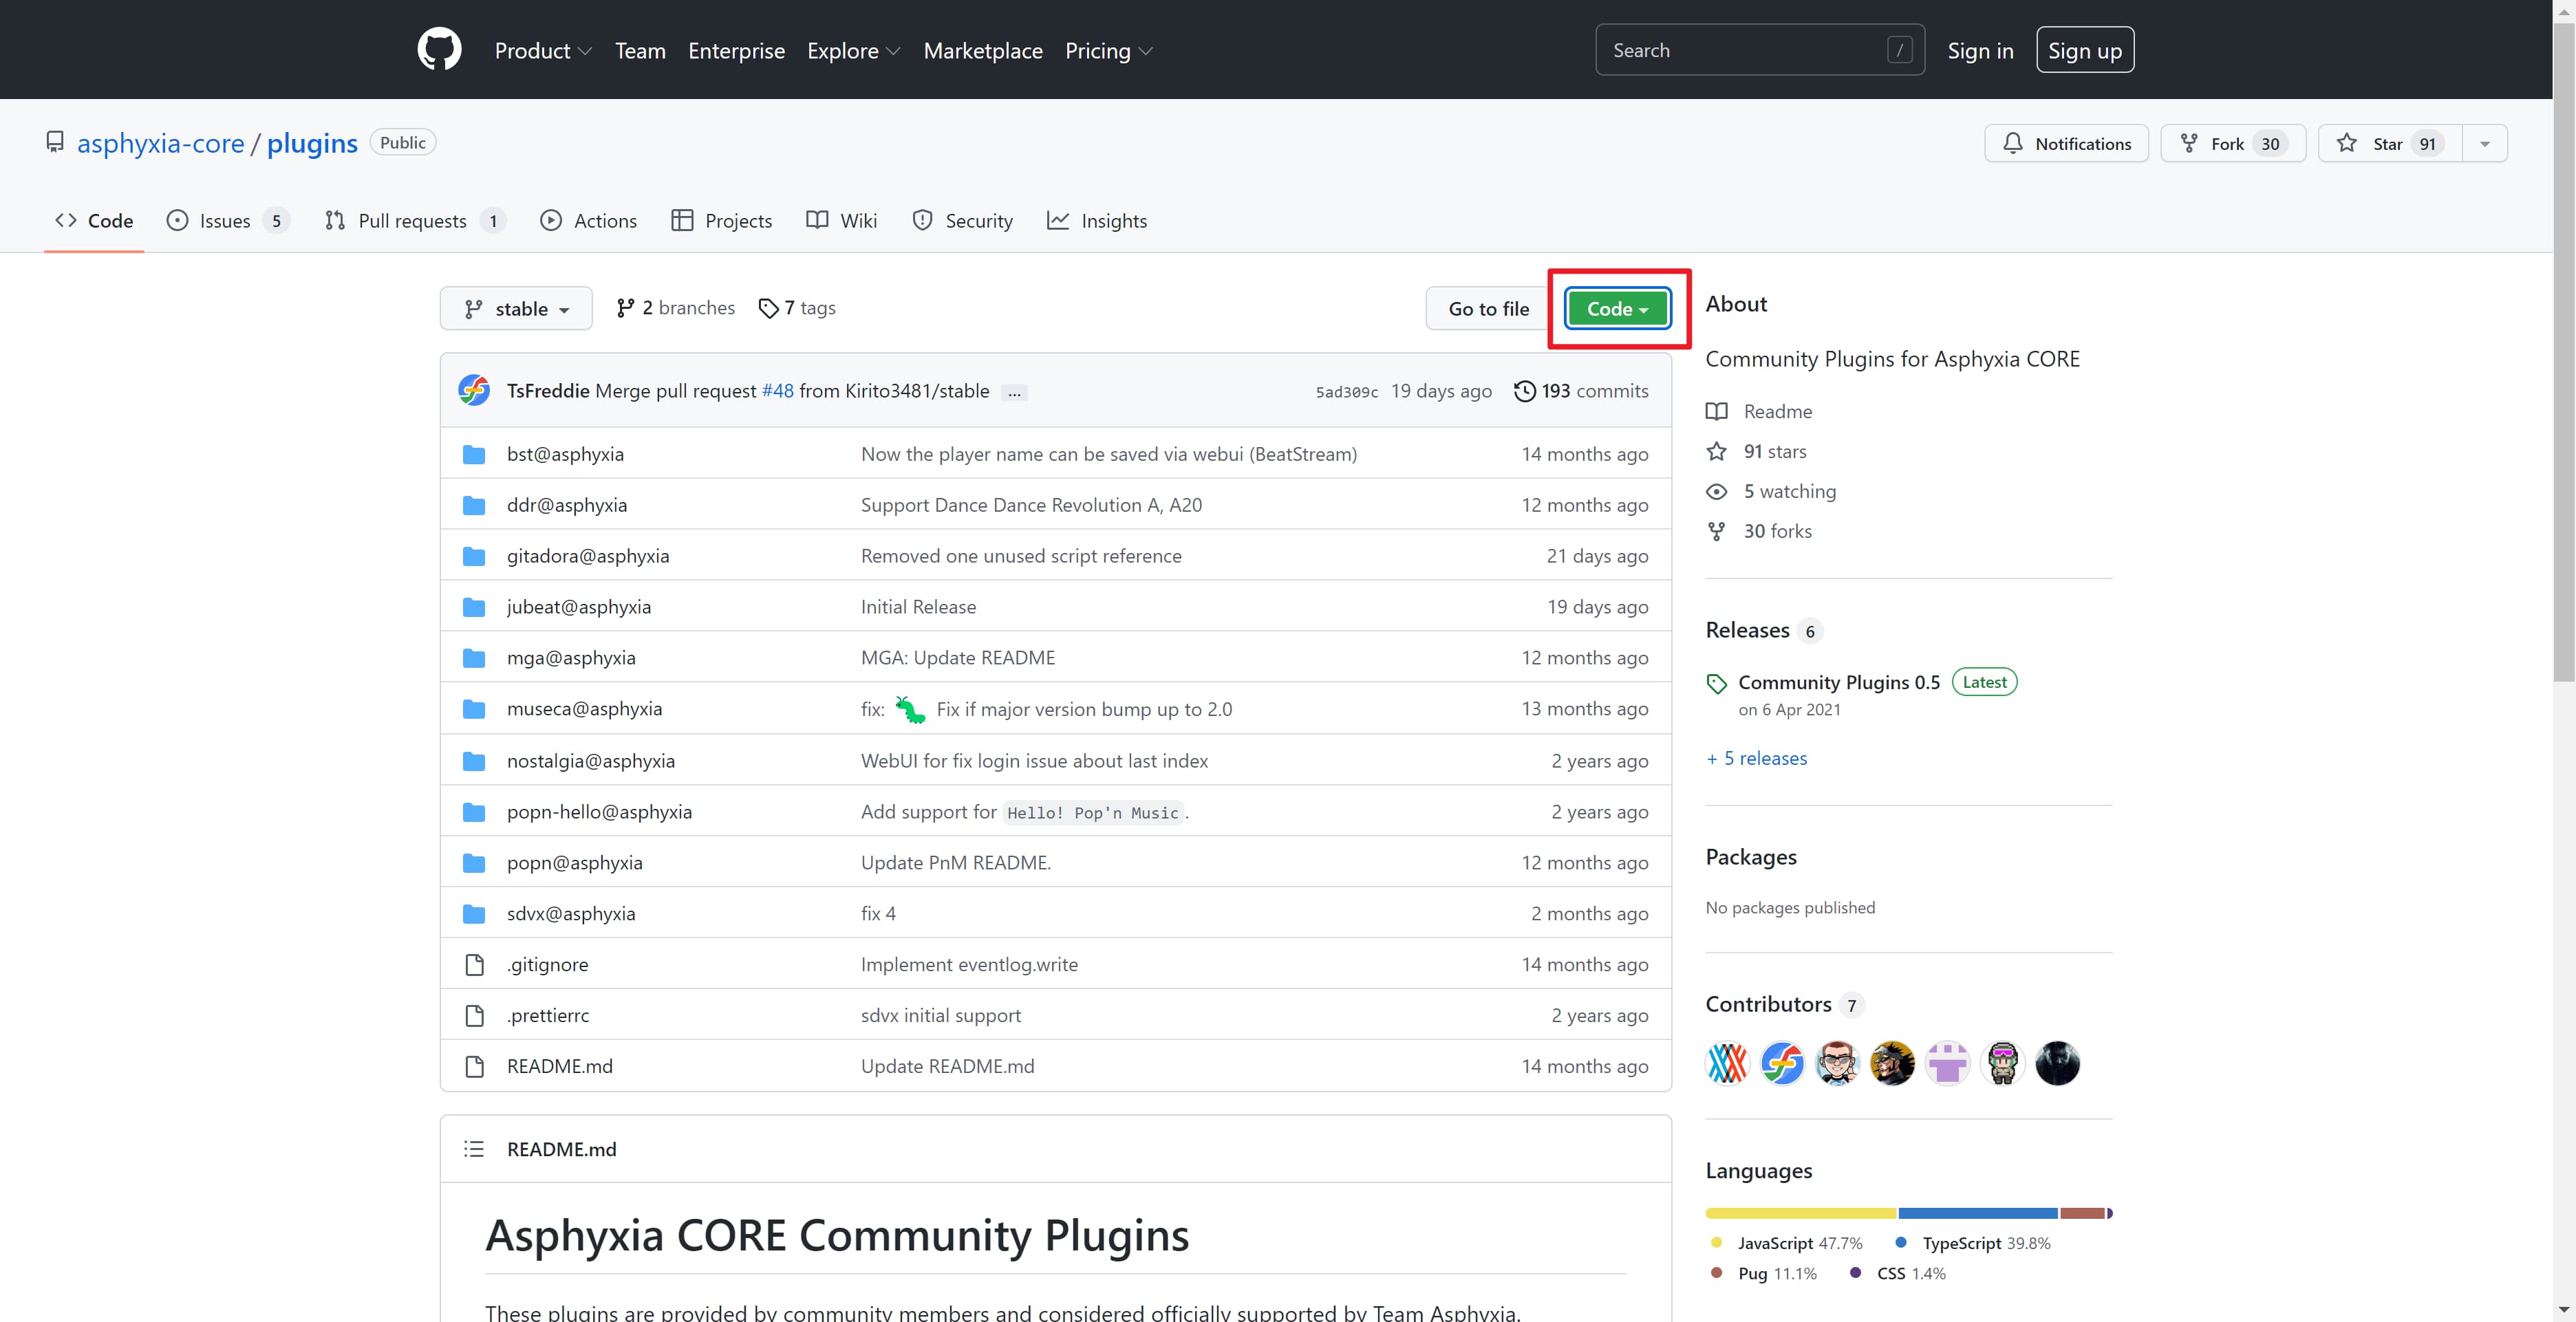 Product Team Enterprise Explore Marketplace Pricing Search / Sign in Sign up
asphyxia-core / plugins Public Notifications Fork 30 Star 91
Code Issues 5 Pull requests 1 Actions Projects Wiki Security Insights
stable 2 branches 7 tags Go to file Code
TsFreddie Merge pull request #48 from Kirito3481/stable ... 5ad309c 19 days ago 193 commits
bst@asphyxia Now the player name can be saved via webui (BeatStream) 14 months ago
ddr@asphyxia Support Dance Dance Revolution A, A20 12 months ago
gitadora@asphyxia Removed one unused script reference 21 days ago
jubeat@asphyxia Initial Release 19 days ago
mga@asphyxia MGA: Update README 12 months ago
museca@asphyxia fix: 🐛 Fix if major version bump up to 2.0 13 months ago
nostalgia@asphyxia WebUI for fix login issue about last index 2 years ago
popn-hello@asphyxia Add support for Hello! Pop'n Music. 2 years ago
popn@asphyxia Update PnM README. 12 months ago
sdvx@asphyxia fix 4 2 months ago
.gitignore Implement eventlog.write 14 months ago
.prettierrc sdvx initial support 2 years ago
README.md Update README.md 14 months ago
README.md
Asphyxia CORE Community Plugins
These plugins are provided by community members and considered officially supported by Team Asphyxia.
About
Community Plugins for Asphyxia CORE
Readme
91 stars
5 watching
30 forks
Releases 6
Community Plugins 0.5 Latest
on 6 Apr 2021
+ 5 releases
Packages
No packages published
Contributors 7
Languages
JavaScript 47.7% TypeScript 39.8%
Pug 11.1% CSS 1.4%